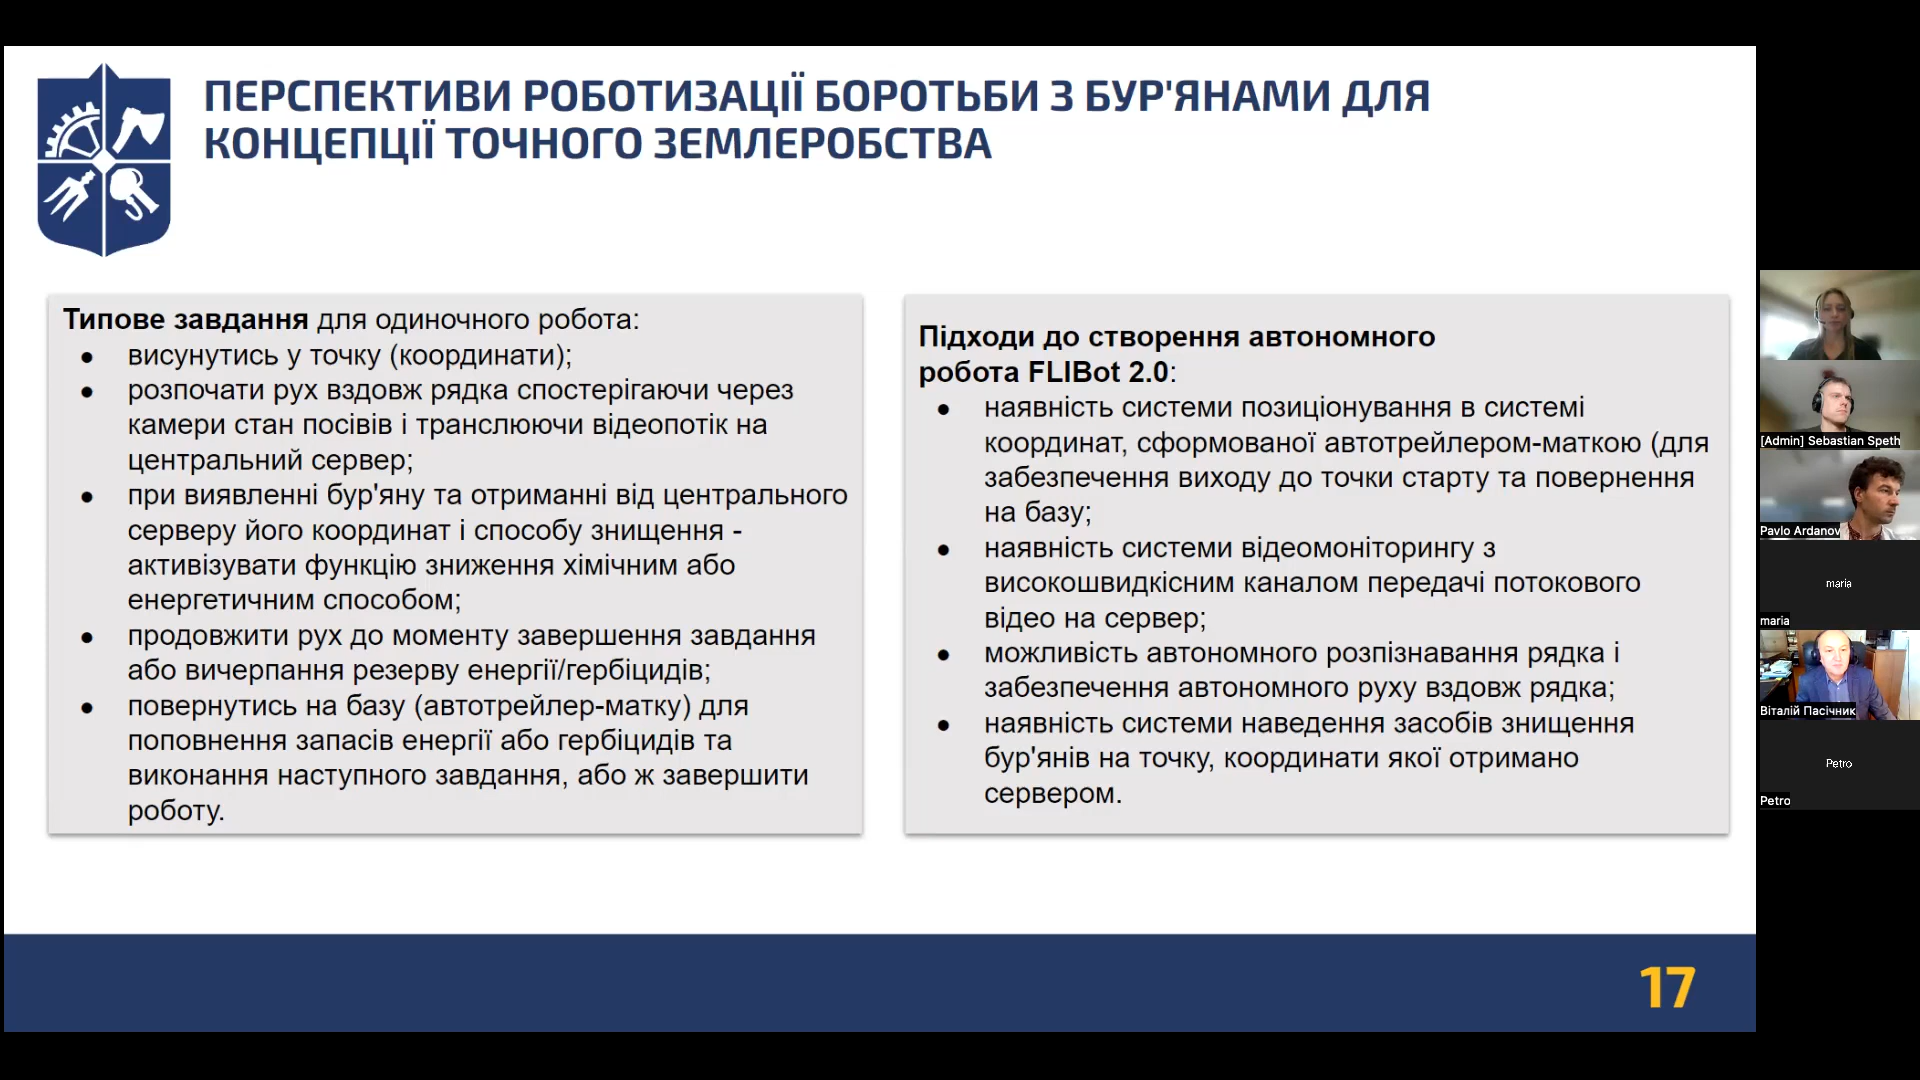 ПЕРСПЕКТИВИ РОБОТИЗАЦІЇ БОРОТЬБИ З БУР'ЯНАМИ ДЛЯ
КОНЦЕПЦІЇ ТОЧНОГО ЗЕМЛЕРОБСТВА
Типове завдання для одиночного робота:
● висунутись у точку (координати);
● розпочати рух вздовж рядка спостерігаючи через
камери стан посівів і транслюючи відеопотік на
центральний сервер;
● при виявленні бур'яну та отриманні від центрального
серверу його координат і способу знищення -
активізувати функцію зниження хімічним або
енергетичним способом;
● продовжити рух до моменту завершення завдання
або вичерпання резерву енергії/гербіцидів;
● повернутись на базу (автотрейлер-матку) для
поповнення запасів енергії або гербіцидів та
виконання наступного завдання, або ж завершити
роботу.
Підходи до створення автономного
робота FLIBot 2.0:
● наявність системи позиціонування в системі
координат, сформованої автотрейлером-маткою (для
забезпечення виходу до точки старту та повернення
на базу;
● наявність системи відеомоніторингу з
високошвидкісним каналом передачі потокового
відео на сервер;
● можливість автономного розпізнавання рядка і
забезпечення автономного руху вздовж рядка;
● наявність системи наведення засобів знищення
бур'янів на точку, координати якої отримано
сервером.
17
[Admin] Sebastian Speth
Pavlo Ardanov
maria
maria
Віталій Пасічник
Petro
Petro